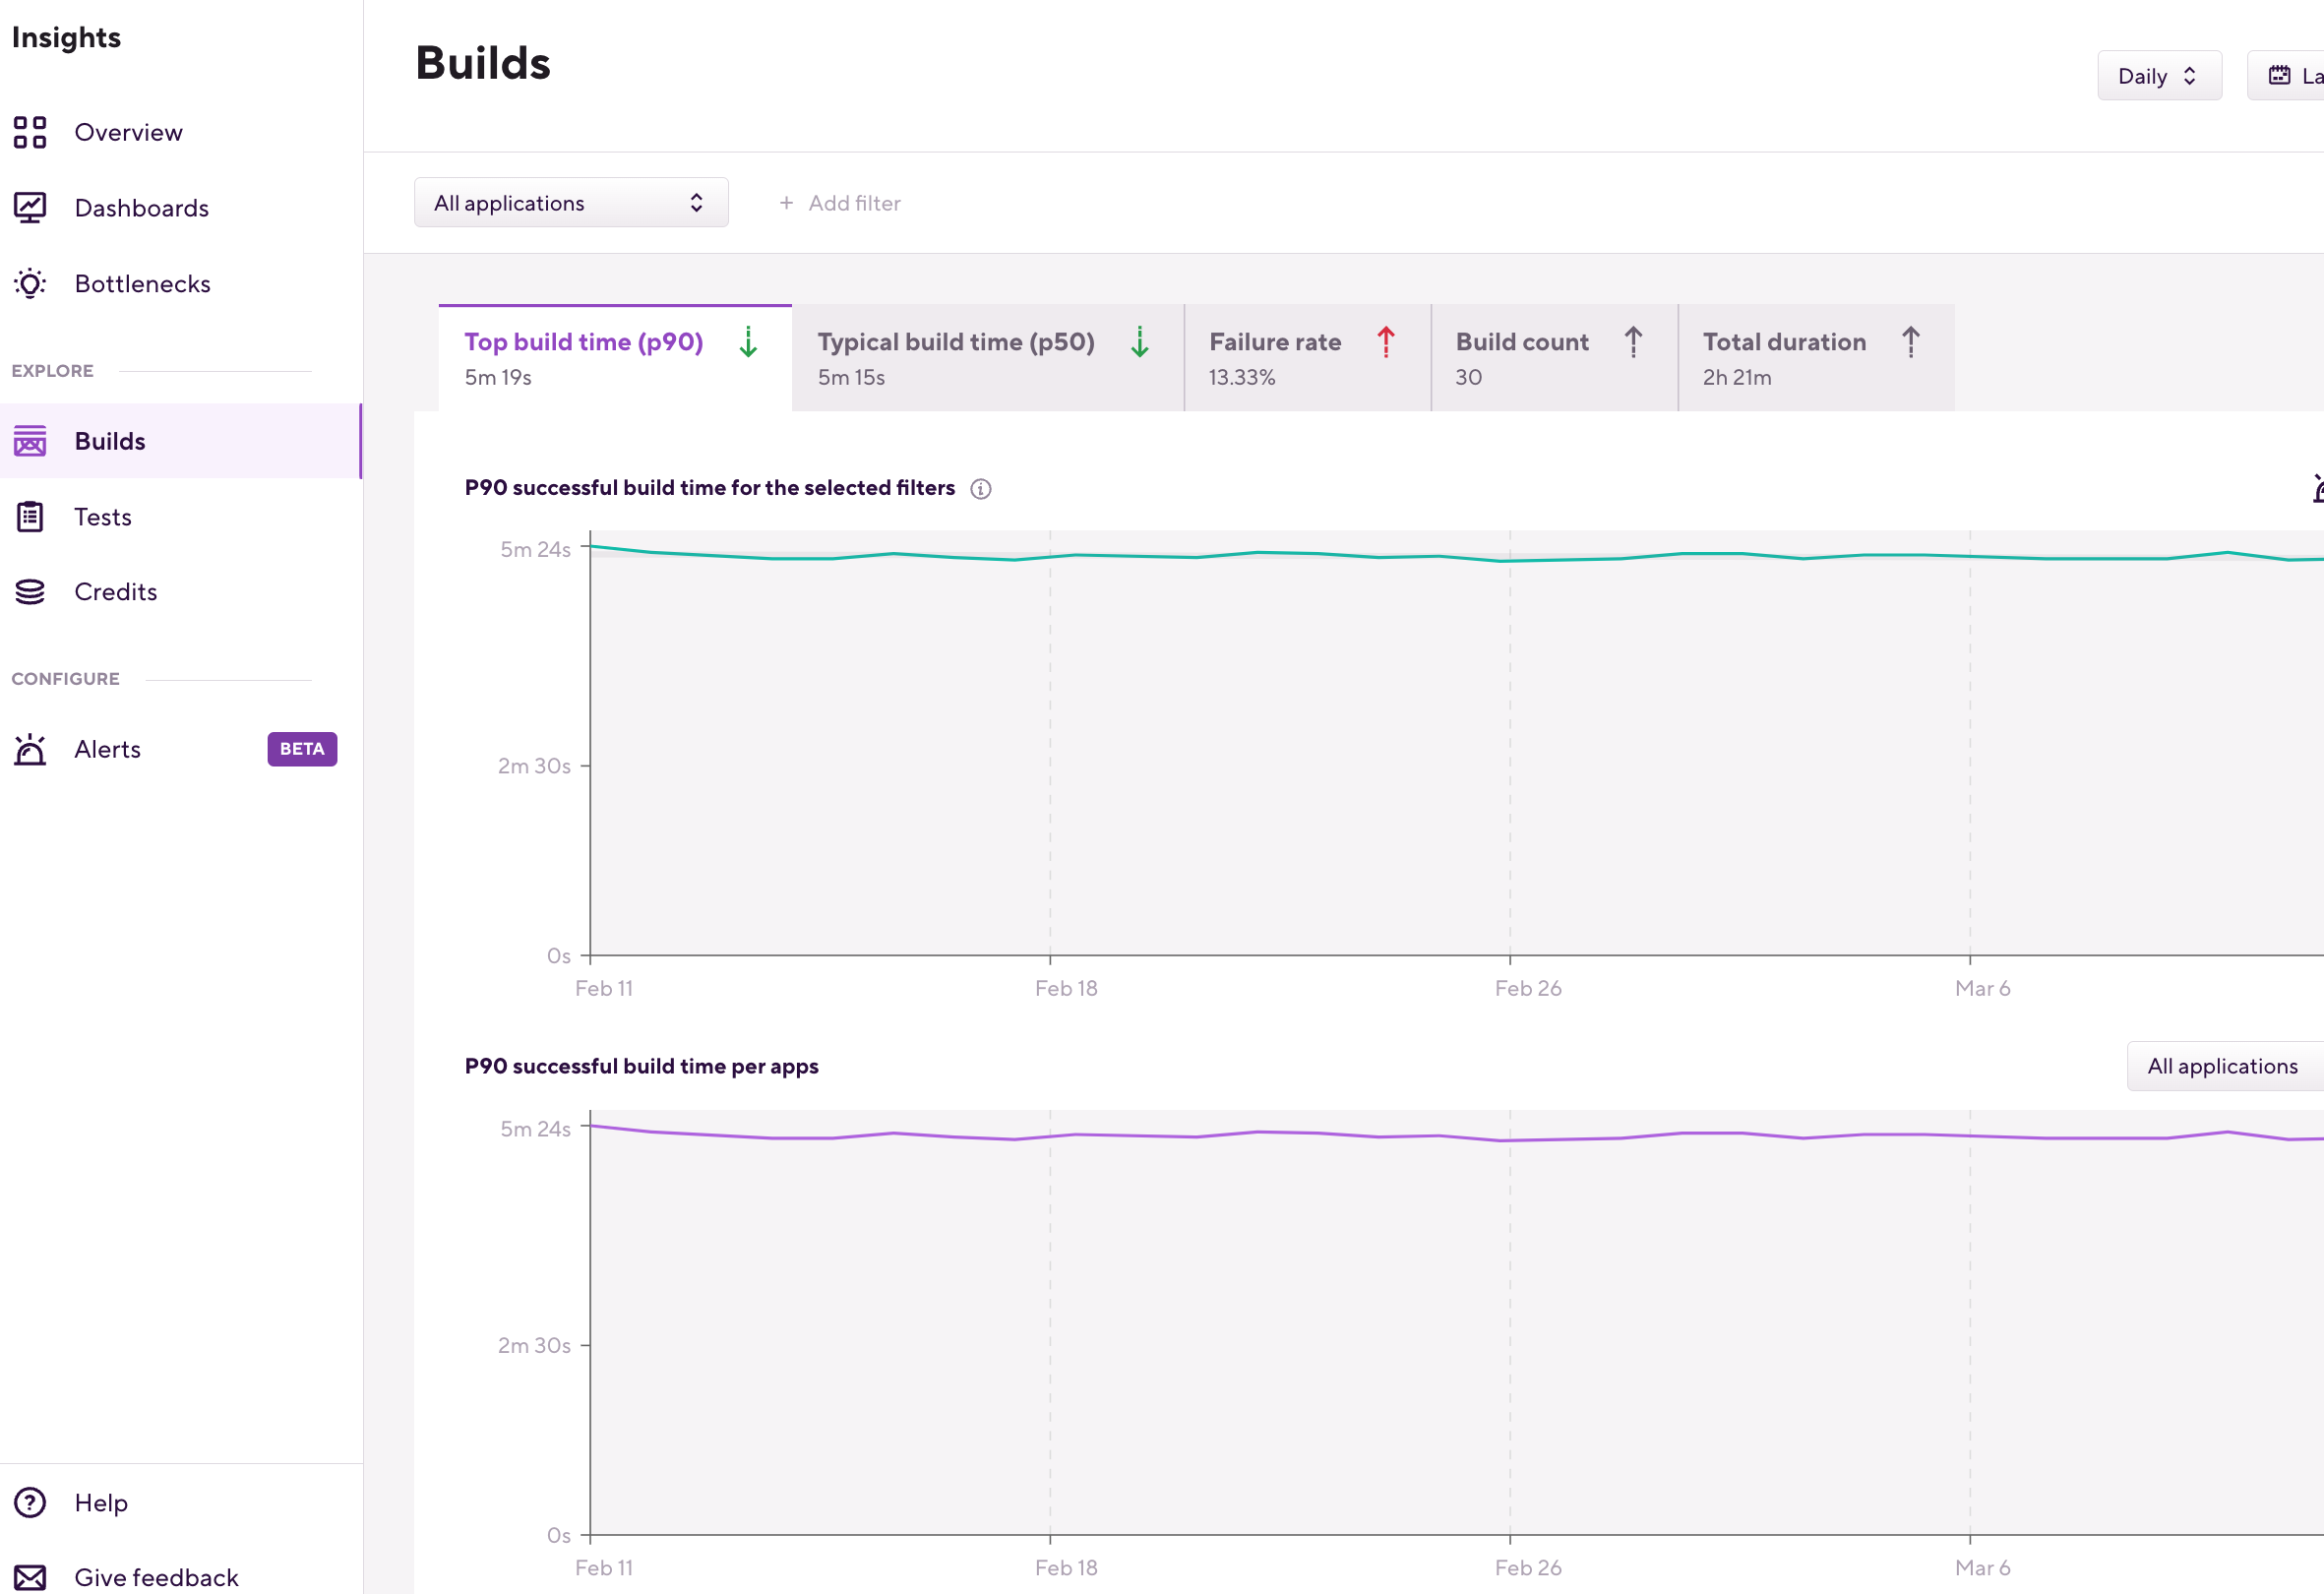 Insights
Overview
Dashboards
Bottlenecks
EXPLORE
Builds
Tests
Credits
CONFIGURE
Alerts BETA
Help
Give feedback
Builds
Daily
La
All applications
+ Add filter
Top build time (p90)
5m 19s
Typical build time (p50)
5m 15s
Failure rate
13.33%
Build count
30
Total duration
2h 21m
P90 successful build time for the selected filters
5m 24s
2m 30s
0s
Feb 11 Feb 18 Feb 26 Mar 6
P90 successful build time per apps
All applications
5m 24s
2m 30s
0s
Feb 11 Feb 18 Feb 26 Mar 6